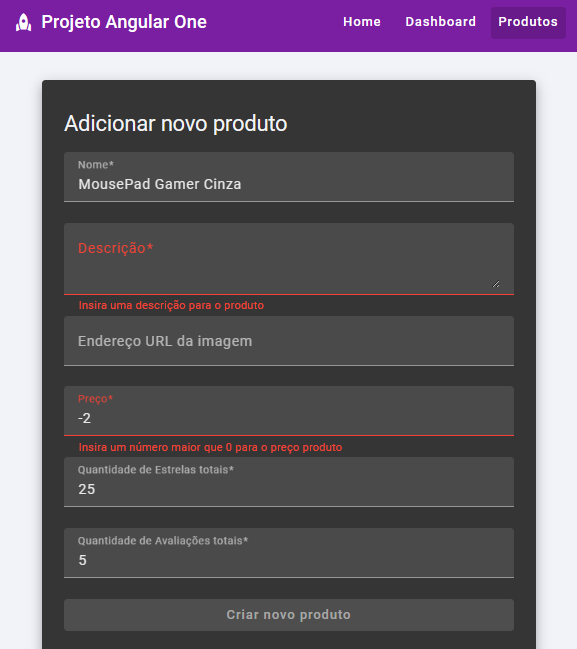 Projeto Angular One
Home Dashboard Produtos
Adicionar novo produto
Nome*
MousePad Gamer Cinza
Descrição*
Insira uma descrição para o produto
Endereço URL da imagem
Preço*
-2
Insira um número maior que 0 para o preço produto
Quantidade de Estrelas totais*
25
Quantidade de Avaliações totais*
5
Criar novo produto